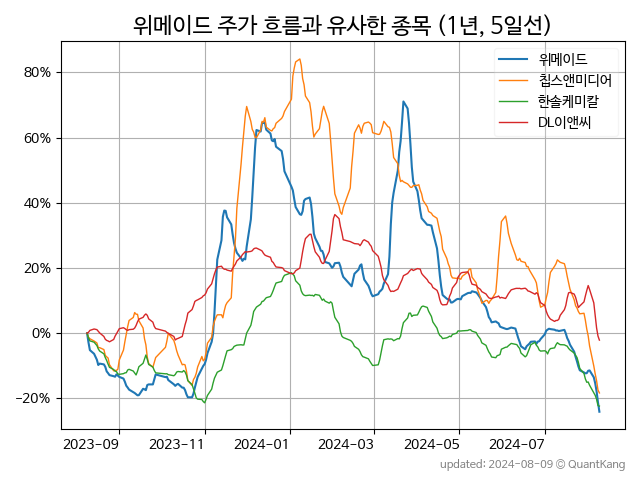 위메이드 주가 흐름과 유사한 종목 (1년, 5일선)
위메이드
칩스앤미디어
한솔케미칼
DL이앤씨
80%
60%
40%
20%
0%
−20%
2023-09 2023-11 2024-01 2024-03 2024-05 2024-07
updated: 2024-08-09 © QuantKang